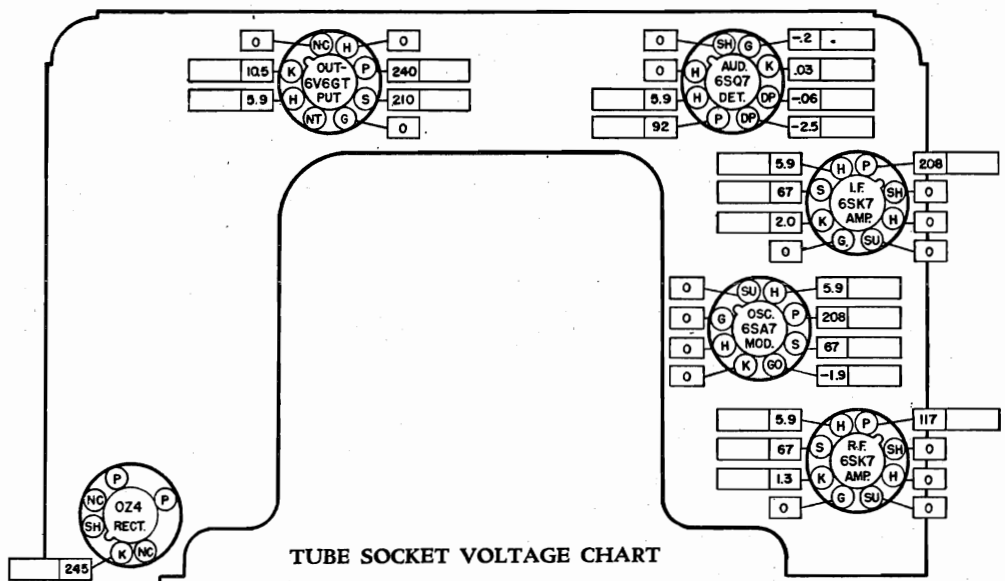 0 NC H 0
10.5 K OUT- P 240
6V6GT
5.9 H PUT S 210
NT G 0
0 SH G -.2
0 H AUD. K .03
6SQ7
5.9 H DET. DP -.06
92 P DP -2.5
5.9 H P 208
67 S I.F. SH 0
6SK7
2.0 K AMP. H 0
0 G. SU 0
0 SU H 5.9
0 G OSC. P 208
6SA7
0 H MOD. S 67
0 K GO -1.9
5.9 H P 117
67 S R.F. SH 0
6SK7
1.3 K AMP. H 0
0 G SU 0
P
NC OZ4 P
SH RECT.
245 K NC
TUBE SOCKET VOLTAGE CHART